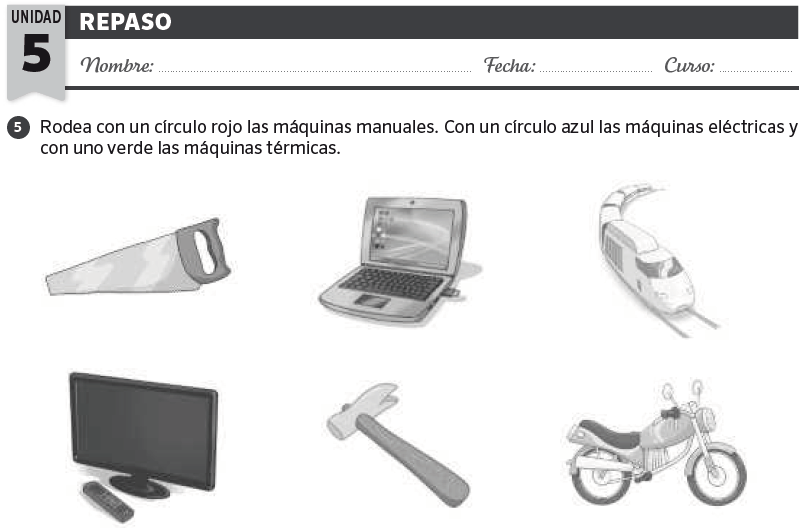 UNIDAD
5
REPASO
Nombre:
Fecha:
Curso:
5
Rodea con un círculo rojo las máquinas manuales. Con un círculo azul las máquinas eléctricas y
con uno verde las máquinas térmicas.